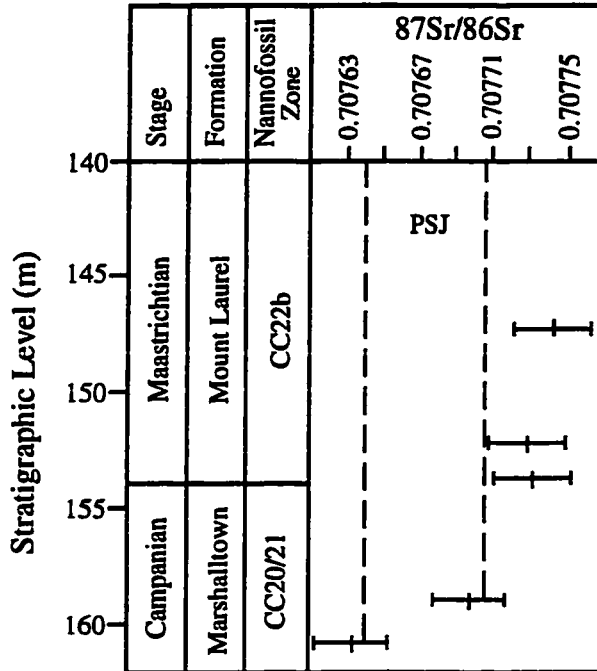 Stage
Formation
Nannofossil
Zone
87Sr/86Sr
0.70763
0.70767
0.70771
0.70775
Stratigraphic Level (m)
140
145
150
155
160
Maastrichtian
Mount Laurel
CC22b
PSJ
Campanian
Marshalltown
CC20/21